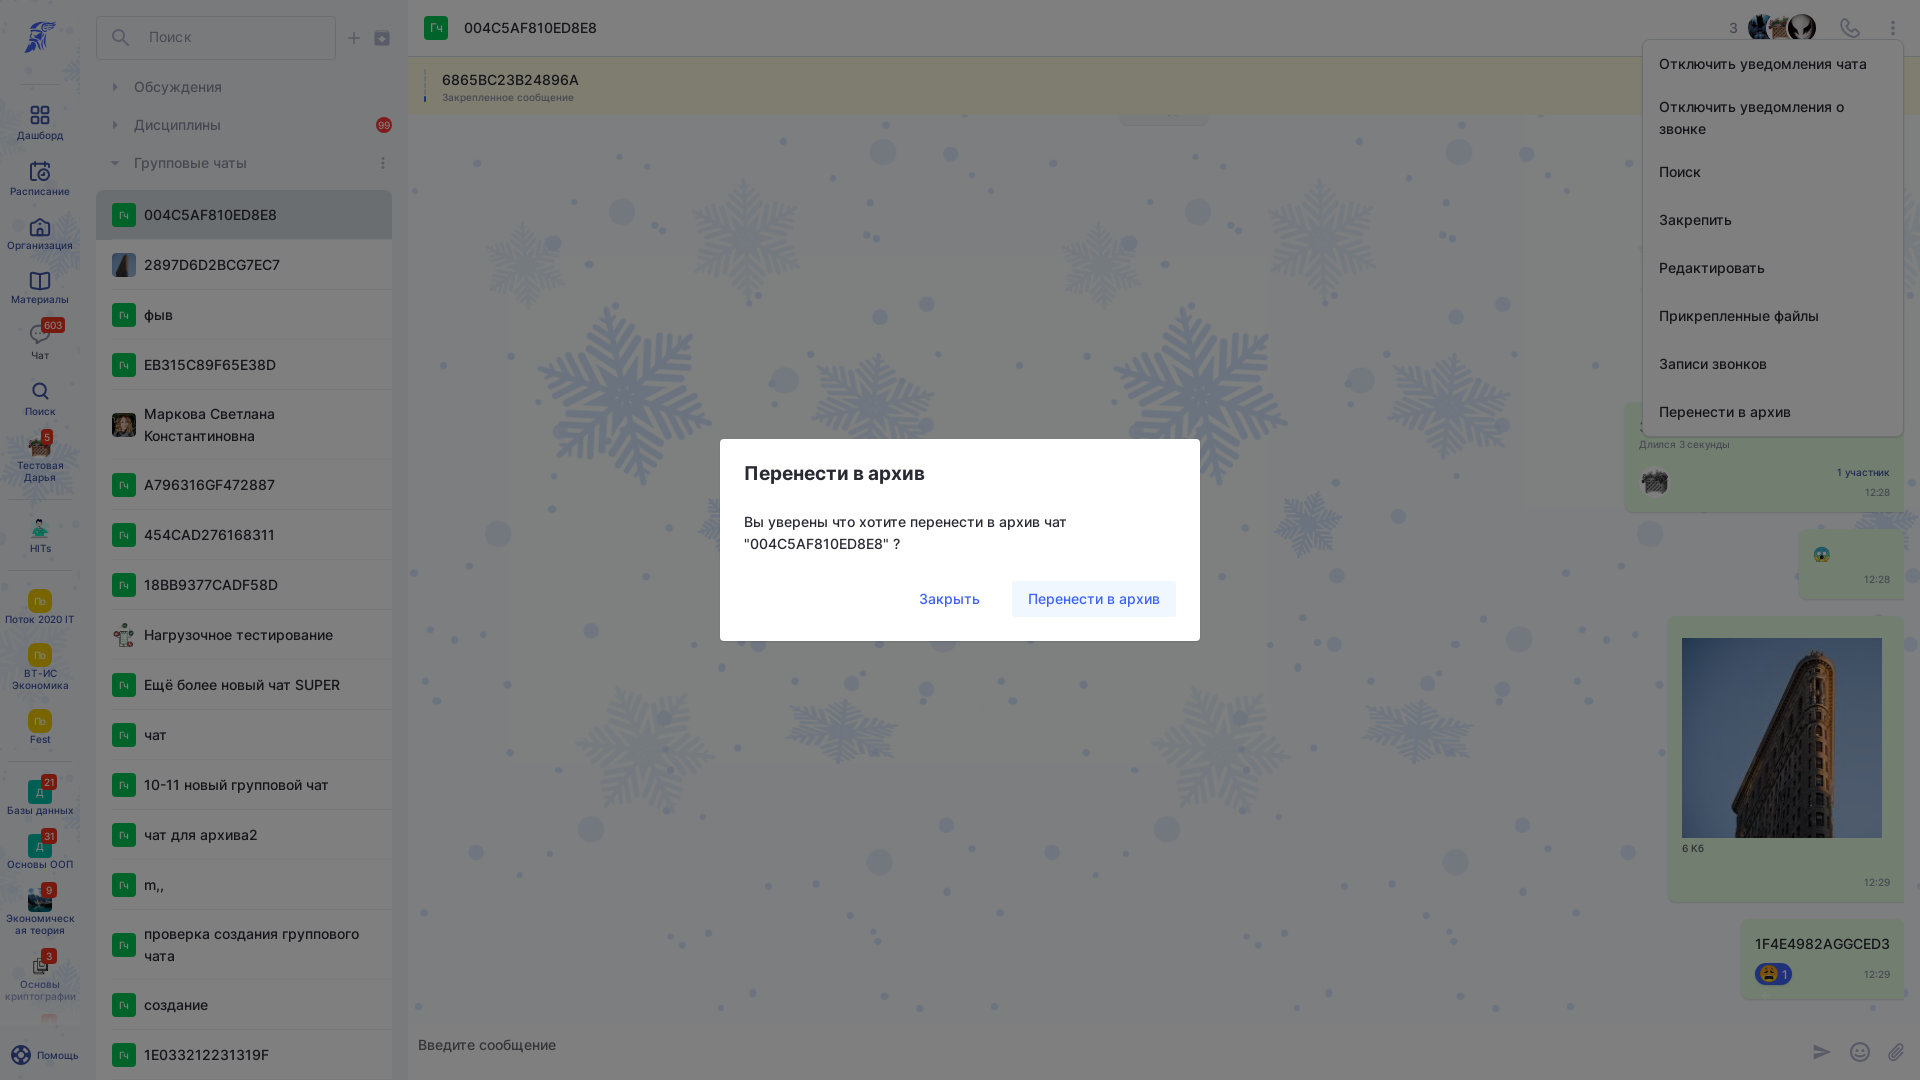 Дашборд
Расписание
Организация
Материалы
603
Чат
Поиск
5
Тестовая
Дарья
HITs
По
Поток 2020 IT
По
ВТ-ИС
Экономика
По
Fest
21
Д
Базы данных
31
Д
Основы ООП
9
Экономическ
ая теория
3
Основы
криптографии
Помощь
Поиск
Обсуждения
Дисциплины
99
Групповые чаты
Гч
004C5AF810ED8E8
2897D6D2BCG7EC7
Гч
фыв
Гч
EB315C89F65E38D
Маркова Светлана
Константиновна
Гч
A796316GF472887
Гч
454CAD276168311
Гч
18BB9377CADF58D
Нагрузочное тестирование
Гч
Ещё более новый чат SUPER
Гч
чат
Гч
10-11 новый групповой чат
Гч
чат для архива2
Гч
m,,
Гч
проверка создания группового
чата
Гч
создание
Гч
1E033212231319F
Гч
004C5AF810ED8E8
3
6865BC23B24896A
Закрепленное сообщение
Отключить уведомления чата
Отключить уведомления о
звонке
Поиск
Закрепить
Редактировать
Прикрепленные файлы
Записи звонков
Перенести в архив
Длился 3 секунды
1 участник
12:28
12:28
6 Кб
12:29
1F4E4982AGGCED3
1
12:29
Введите сообщение
Перенести в архив
Вы уверены что хотите перенести в архив чат
"004C5AF810ED8E8" ?
Закрыть
Перенести в архив